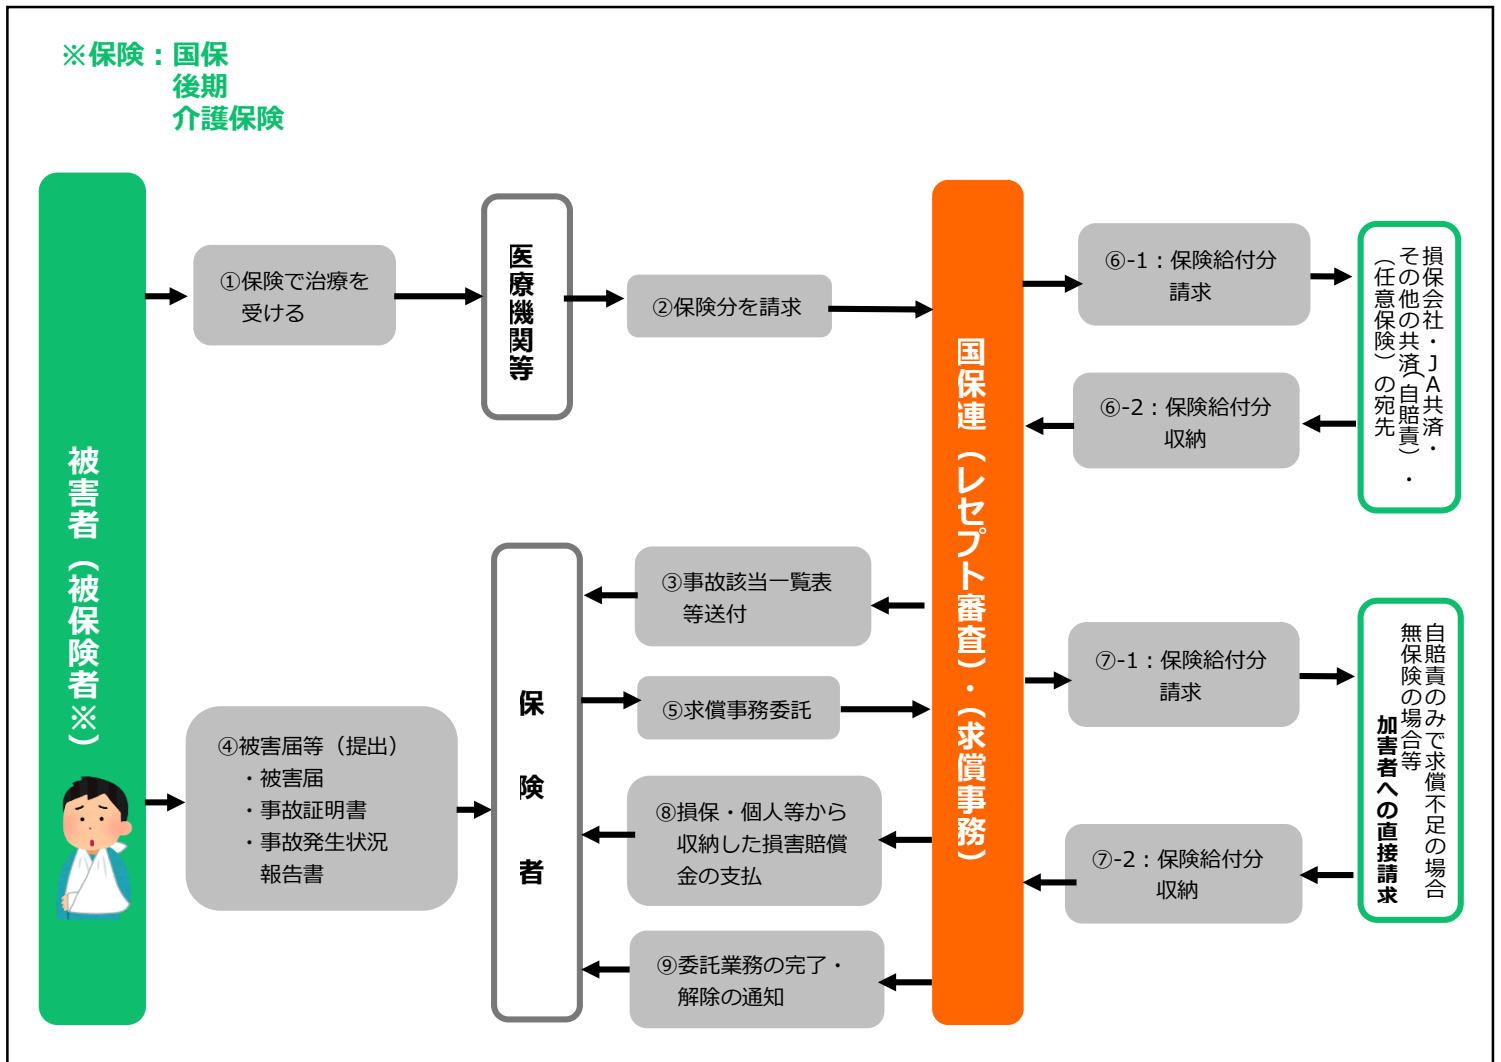 ※保険：国保
後期
介護保険
被害者（被保険者※）
①保険で治療を
受ける
医療機関等
②保険分を請求
国保連（レセプト審査）・（求償事務）
⑥-1：保険給付分
請求
損保会社・ＪＡ共済・
その他の共済（自賠責）・
（任意保険）の宛先
⑥-2：保険給付分
収納
③事故該当一覧表
等送付
保険者
⑤求償事務委託
④被害届等（提出）
・被害届
・事故証明書
・事故発生状況
報告書
⑧損保・個人等から
収納した損害賠償
金の支払
⑨委託業務の完了・
解除の通知
⑦-1：保険給付分
請求
自賠責のみで求償不足の場合
無保険の場合等
加害者への直接請求
⑦-2：保険給付分
収納